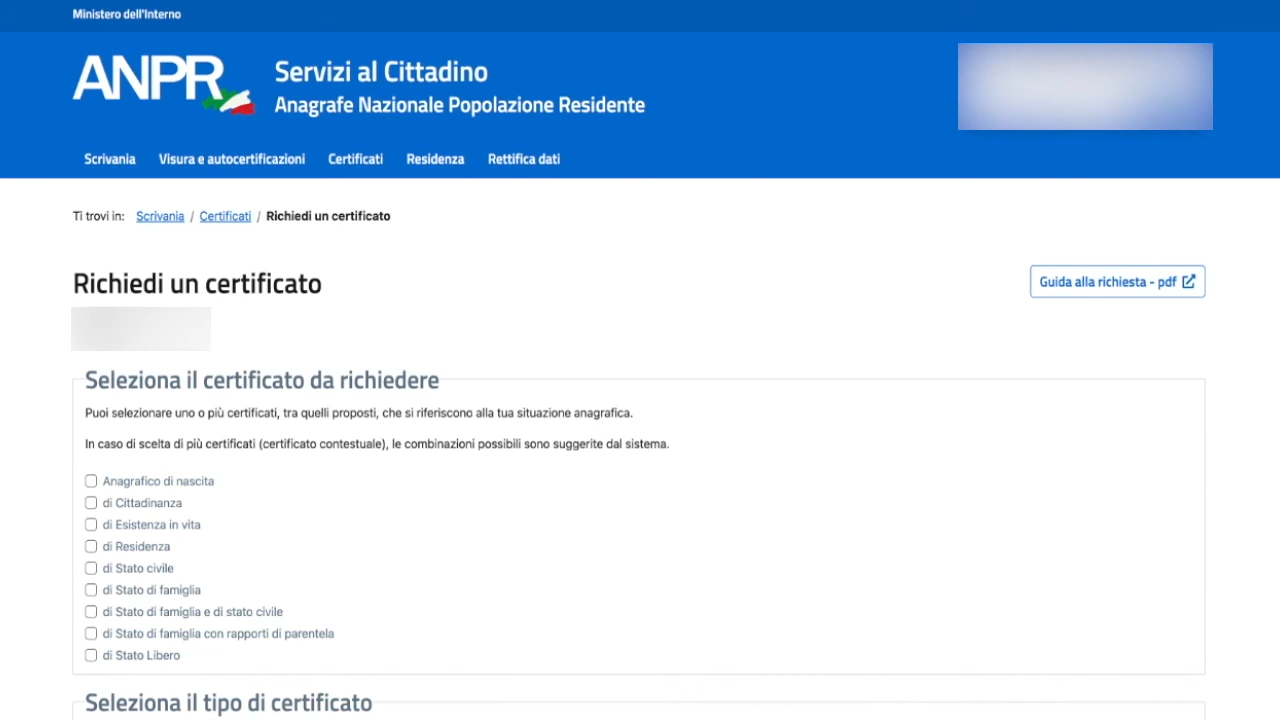 Ministero dell'Interno
ANPR
Servizi al Cittadino
Anagrafe Nazionale Popolazione Residente
Scrivania Visura e autocertificazioni Certificati Residenza Rettifica dati
Ti trovi in: Scrivania / Certificati / Richiedi un certificato
Richiedi un certificato
Guida alla richiesta - pdf
Seleziona il certificato da richiedere
Puoi selezionare uno o più certificati, tra quelli proposti, che si riferiscono alla tua situazione anagrafica.
In caso di scelta di più certificati (certificato contestuale), le combinazioni possibili sono suggerite dal sistema.
Anagrafico di nascita
di Cittadinanza
di Esistenza in vita
di Residenza
di Stato civile
di Stato di famiglia
di Stato di famiglia e di stato civile
di Stato di famiglia con rapporti di parentela
di Stato Libero
Seleziona il tipo di certificato